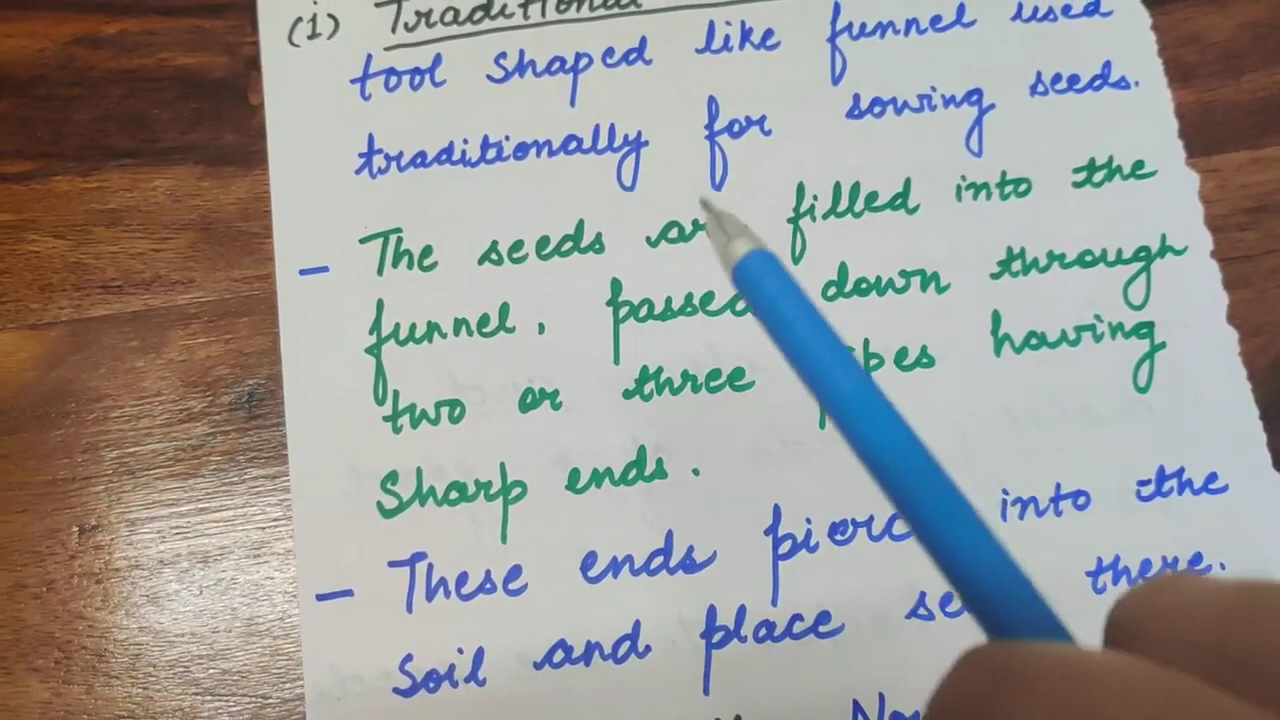 (i) Traditional
tool shaped like funnel used
traditionally for sowing seeds.
- The seeds filled into the
funnel, passed down through
two or three having
Sharp ends.
- These ends into the
Soil and place there.